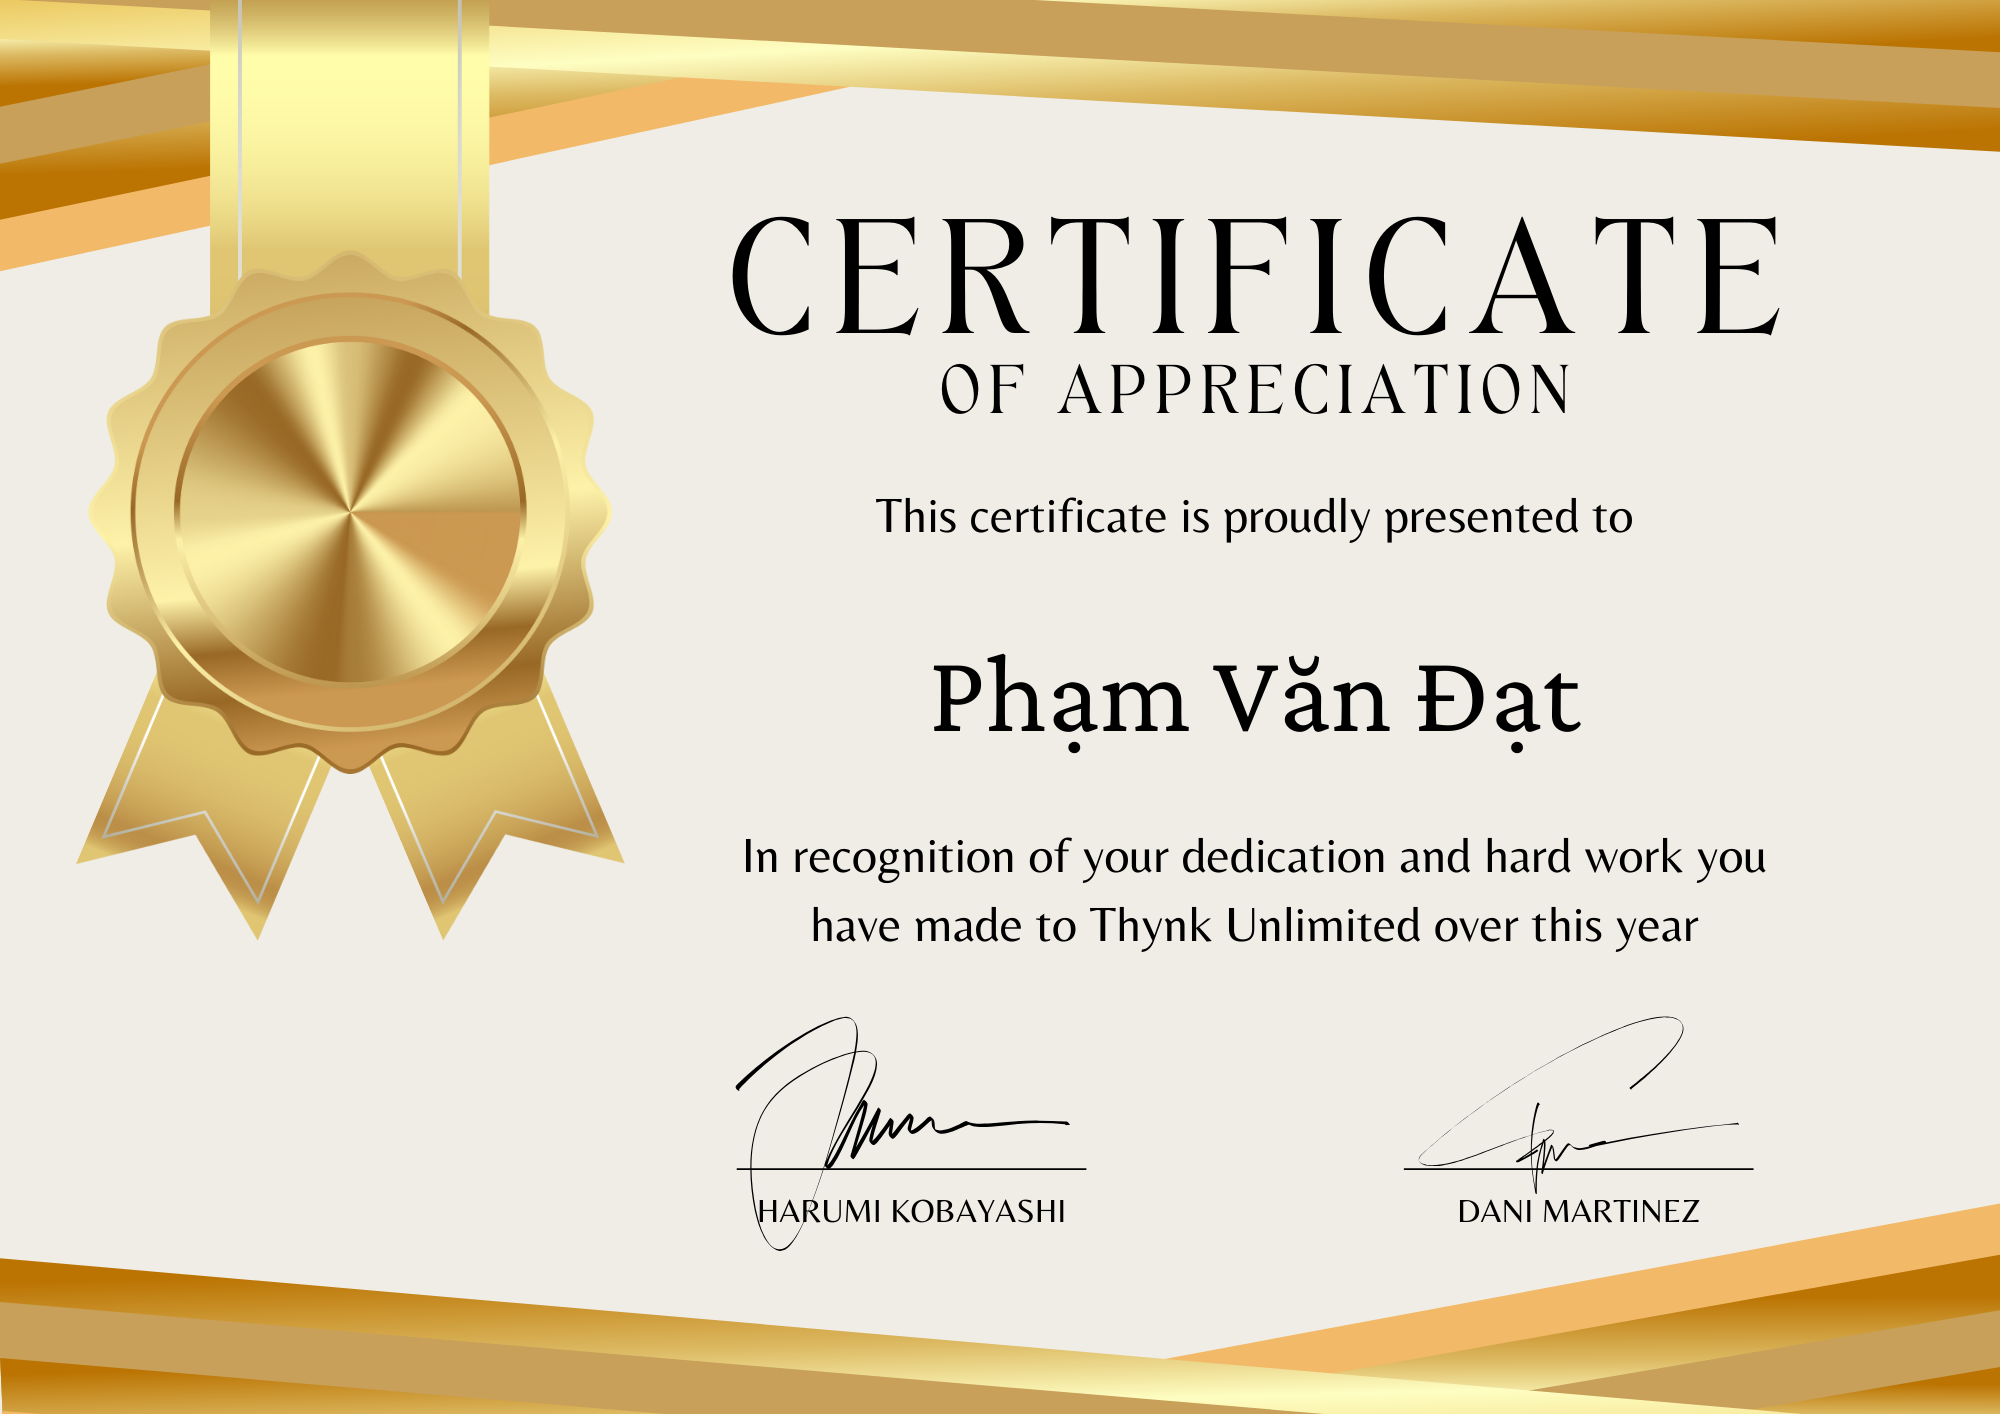 CERTIFICATE
OF APPRECIATION
This certificate is proudly presented to
Phạm Văn Đạt
In recognition of your dedication and hard work you
have made to Thynk Unlimited over this year
HARUMI KOBAYASHI
DANI MARTINEZ